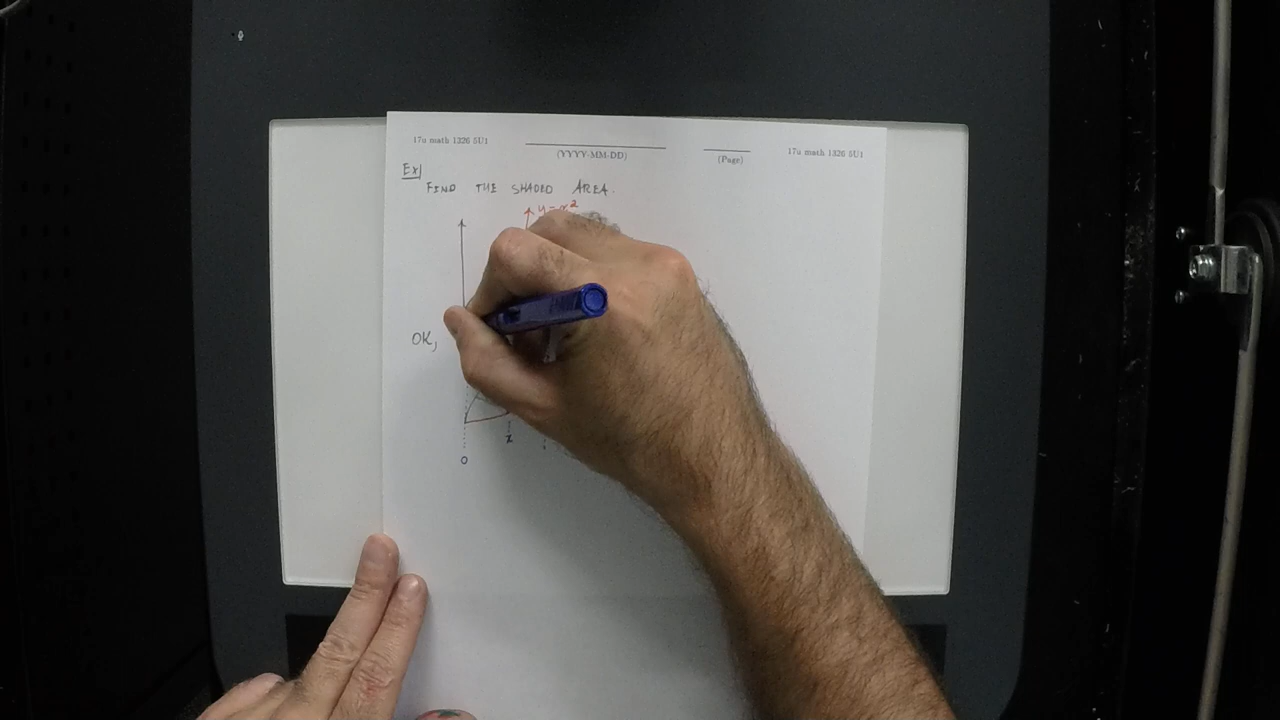 17u math 1326 5U1
(YYYY-MM-DD)
(Page)
17u math 1326 5U1
Ex
FIND THE SHADED AREA.
y=x²
OK,
x
0